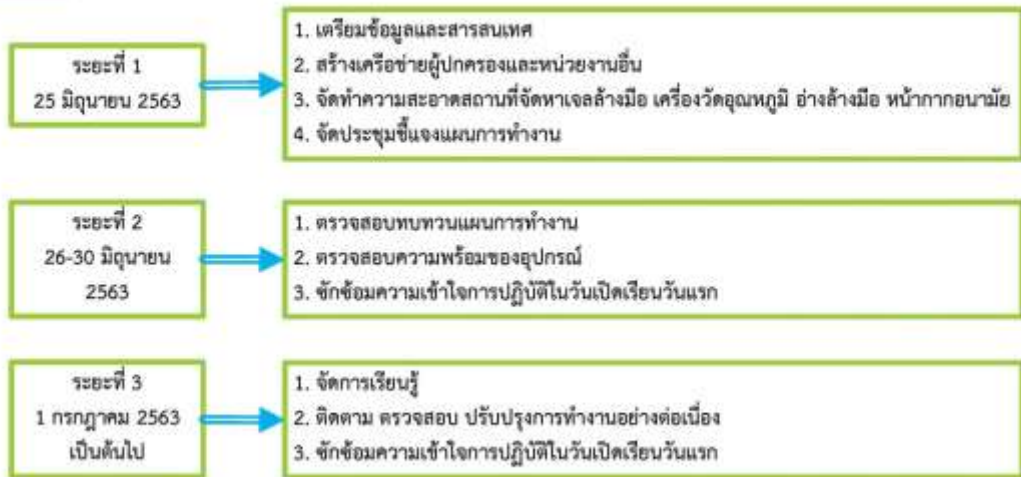 ระยะที่ 1
25 มิถุนายน 2563
1. เตรียมข้อมูลและสารสนเทศ
2. สร้างเครือข่ายผู้ปกครองและหน่วยงานอื่น
3. จัดทำความสะอาดสถานที่จัดหาเจลล้างมือ เครื่องวัดอุณหภูมิ อ่างล้างมือ หน้ากากอนามัย
4. จัดประชุมชี้แจงแผนการทำงาน
ระยะที่ 2
26-30 มิถุนายน
2563
1. ตรวจสอบทบทวนแผนการทำงาน
2. ตรวจสอบความพร้อมของอุปกรณ์
3. ซักซ้อมความเข้าใจการปฏิบัติในวันเปิดเรียนวันแรก
ระยะที่ 3
1 กรกฎาคม 2563
เป็นต้นไป
1. จัดการเรียนรู้
2. ติดตาม ตรวจสอบ ปรับปรุงการทำงานอย่างต่อเนื่อง
3. ซักซ้อมความเข้าใจการปฏิบัติในวันเปิดเรียนวันแรก